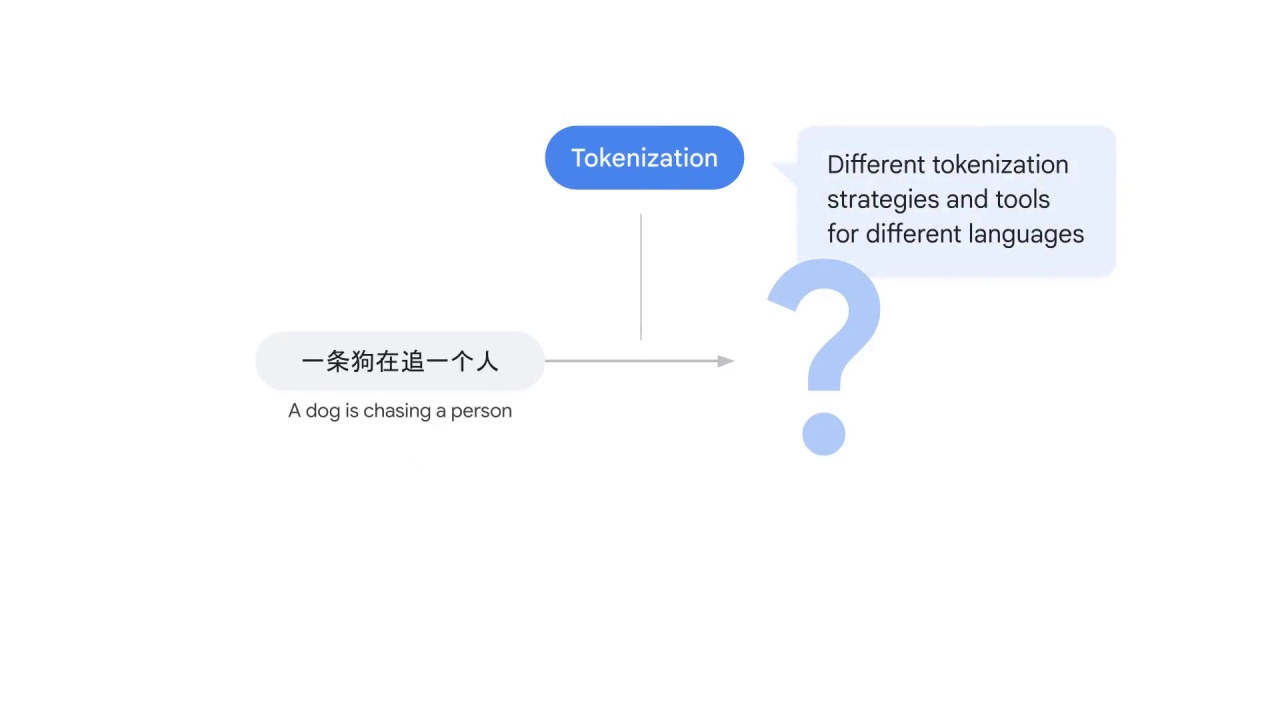 Tokenization
Different tokenization
strategies and tools
for different languages
?
一条狗在追一个人
A dog is chasing a person